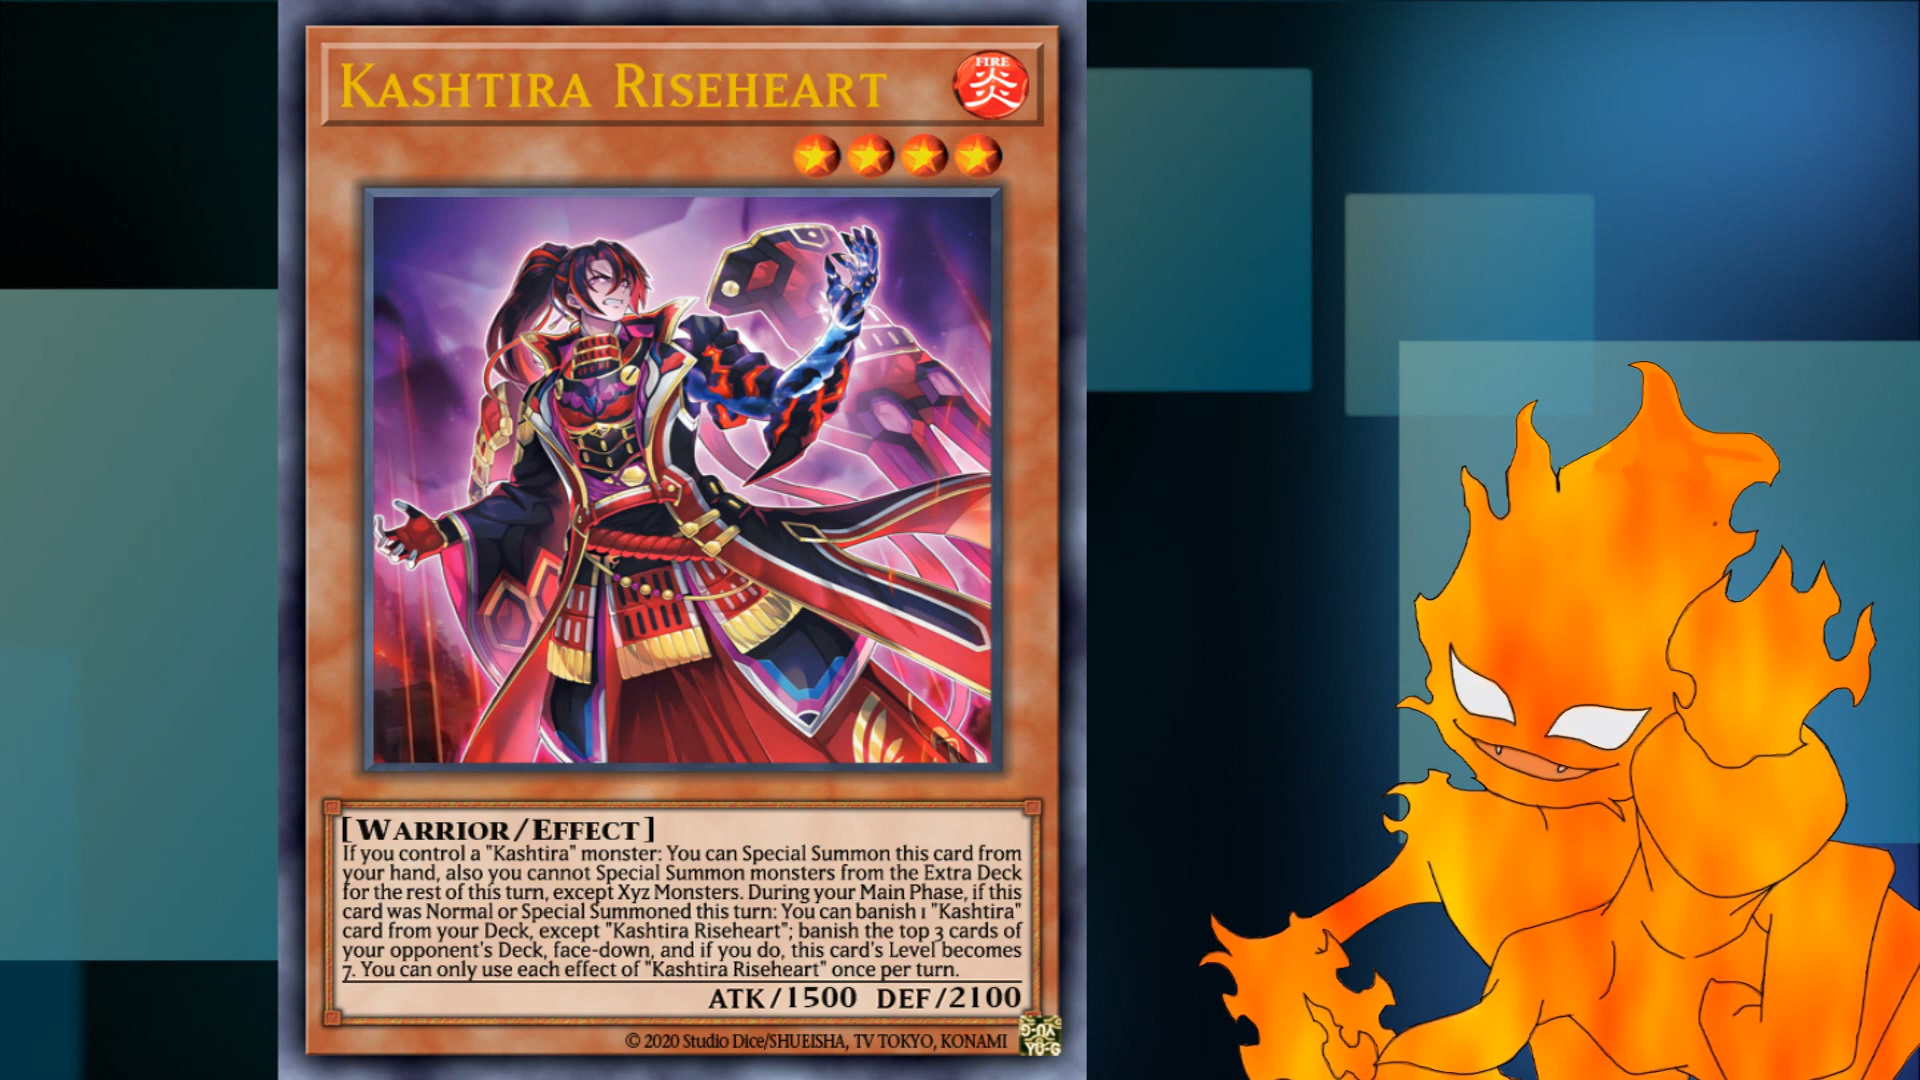 KASHTIRA RISEHEART
FIRE
炎
[WARRIOR/EFFECT]
If you control a "Kashtira" monster: You can Special Summon this card from
your hand, also you cannot Special Summon monsters from the Extra Deck
for the rest of this turn, except Xyz Monsters. During your Main Phase, if this
card was Normal or Special Summoned this turn: You can banish 1 "Kashtira"
card from your Deck, except "Kashtira Riseheart"; banish the top 3 cards of
your opponent's Deck, face-down, and if you do, this card's Level becomes
7. You can only use each effect of "Kashtira Riseheart" once per turn.
ATK/1500 DEF/2100
© 2020 Studio Dice/SHUEISHA, TV TOKYO, KONAMI